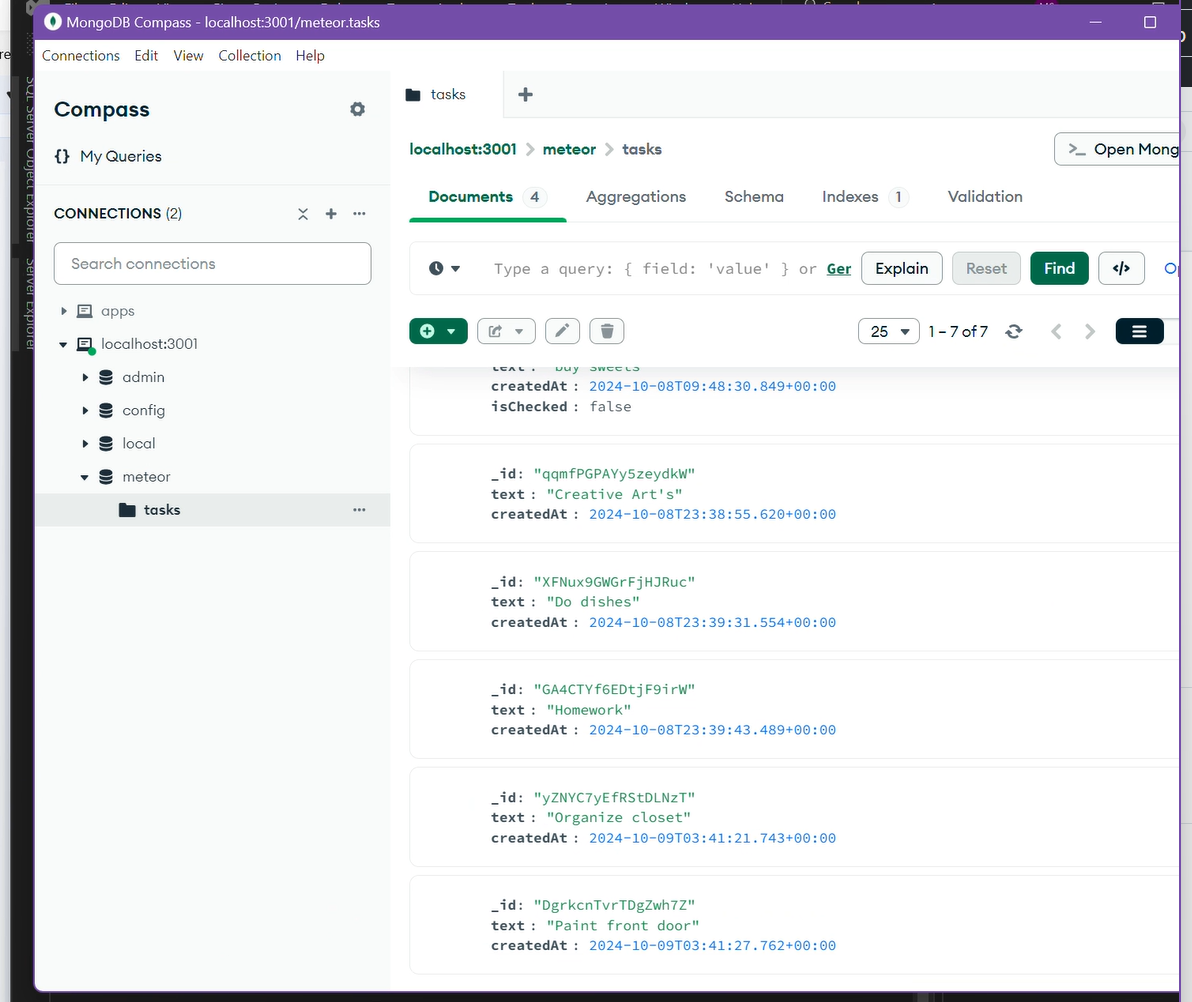 MongoDB Compass - localhost:3001/meteor.tasks
Connections Edit View Collection Help
Compass
{} My Queries
CONNECTIONS (2)
Search connections
apps
localhost:3001
admin
config
local
meteor
tasks
SQL Server Object Explorer
Server Explorer
tasks
localhost:3001 > meteor > tasks
>_ Open Mong
Documents 4 Aggregations Schema Indexes 1 Validation
Type a query: { field: 'value' } or Ger
Explain Reset Find </>
25 1 – 7 of 7
text : "buy sweets"
createdAt : 2024-10-08T09:48:30.849+00:00
isChecked : false
_id: "qqmfPGPAYy5zeydkW"
text : "Creative Art's"
createdAt : 2024-10-08T23:38:55.620+00:00
_id: "XFNux9GWGrFjHJRuc"
text : "Do dishes"
createdAt : 2024-10-08T23:39:31.554+00:00
_id: "GA4CTYf6EDtjF9irW"
text : "Homework"
createdAt : 2024-10-08T23:39:43.489+00:00
_id: "yZNYC7yEfRStDLNzT"
text : "Organize closet"
createdAt : 2024-10-09T03:41:21.743+00:00
_id: "DgrkcnTvrTDgZwh7Z"
text : "Paint front door"
createdAt : 2024-10-09T03:41:27.762+00:00